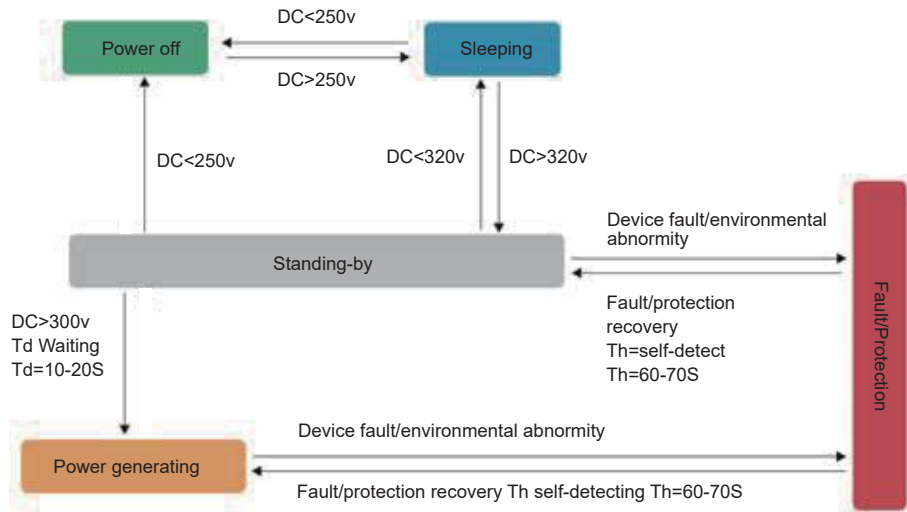 DC<250v
Power off
Sleeping
DC>250v
DC<250v
DC<320v
DC>320v
Device fault/environmental
abnormity
Standing-by
Fault/protection
recovery
Th=self-detect
Th=60-70S
Fault/Protection
DC>300v
Td Waiting
Td=10-20S
Device fault/environmental abnormity
Power generating
Fault/protection recovery Th self-detecting Th=60-70S